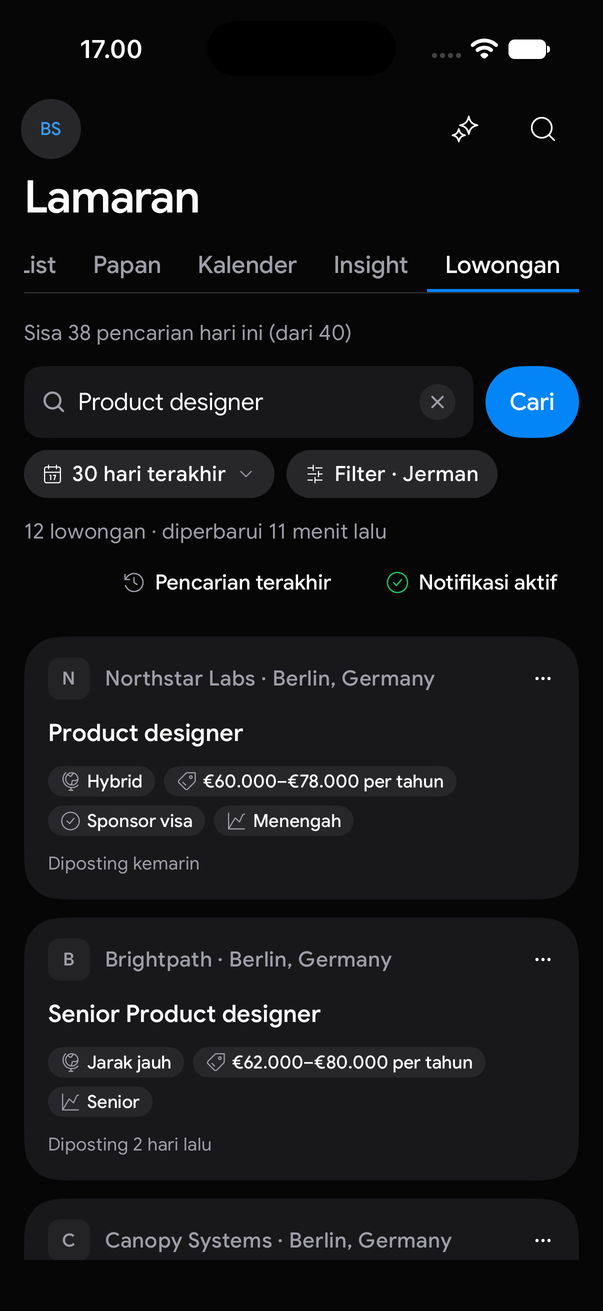 17.00
BS
Lamaran
List Papan Kalender Insight Lowongan
Sisa 38 pencarian hari ini (dari 40)
Product designer
Cari
17
30 hari terakhir
Filter · Jerman
12 lowongan · diperbarui 11 menit lalu
Pencarian terakhir
Notifikasi aktif
N
Northstar Labs · Berlin, Germany
Product designer
Hybrid
€60.000–€78.000 per tahun
Sponsor visa
Menengah
Diposting kemarin
B
Brightpath · Berlin, Germany
Senior Product designer
Jarak jauh
€62.000–€80.000 per tahun
Senior
Diposting 2 hari lalu
C
Canopy Systems · Berlin, Germany